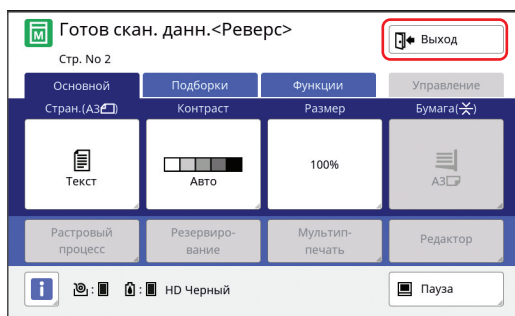 Готов скан. данн.<Реверс>
Выход
Стр. No 2
Основной
Подборки
Функции
Управление
Стран.(A3)
Контраст
Размер
Бумага()
Текст
Авто
100%
A3
Растровый
процесс
Резервиро-
вание
Мультип-
печать
Редактор
i
: : HD Черный
Пауза